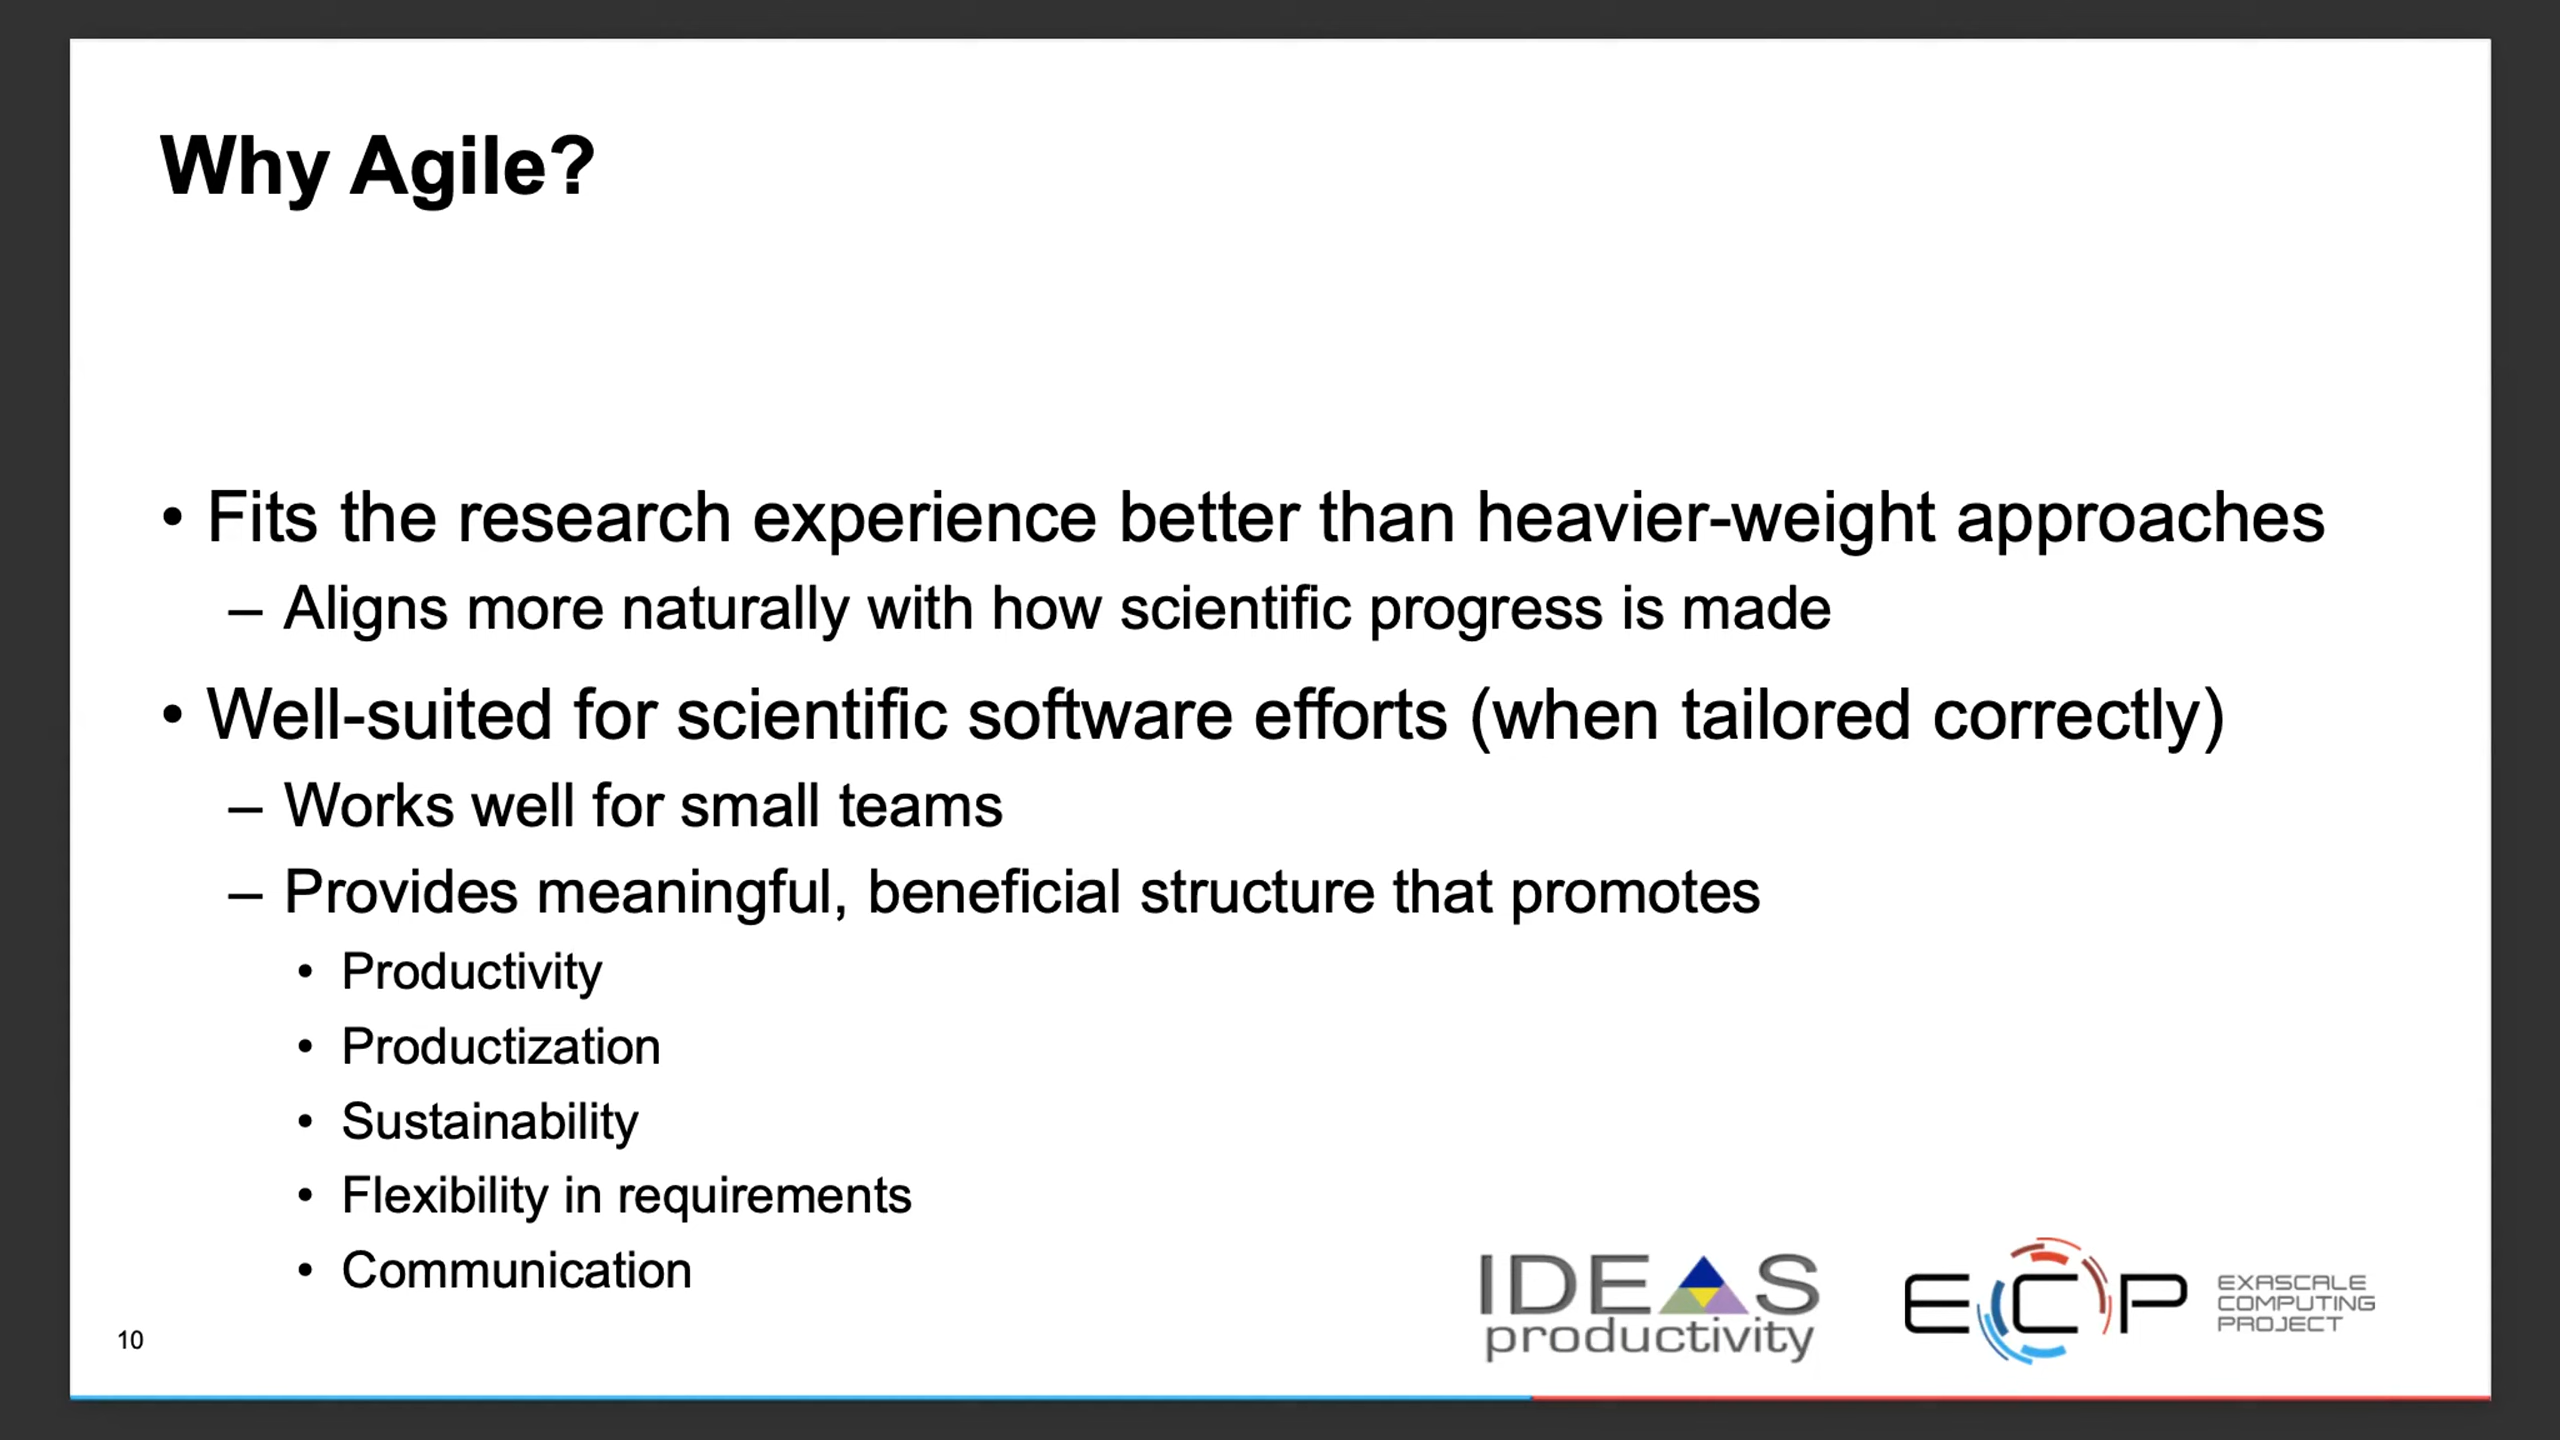 Why Agile?
• Fits the research experience better than heavier-weight approaches
– Aligns more naturally with how scientific progress is made
• Well-suited for scientific software efforts (when tailored correctly)
– Works well for small teams
– Provides meaningful, beneficial structure that promotes
• Productivity
• Productization
• Sustainability
• Flexibility in requirements
• Communication
10
IDEAS
productivity
ECP
EXASCALE
COMPUTING
PROJECT